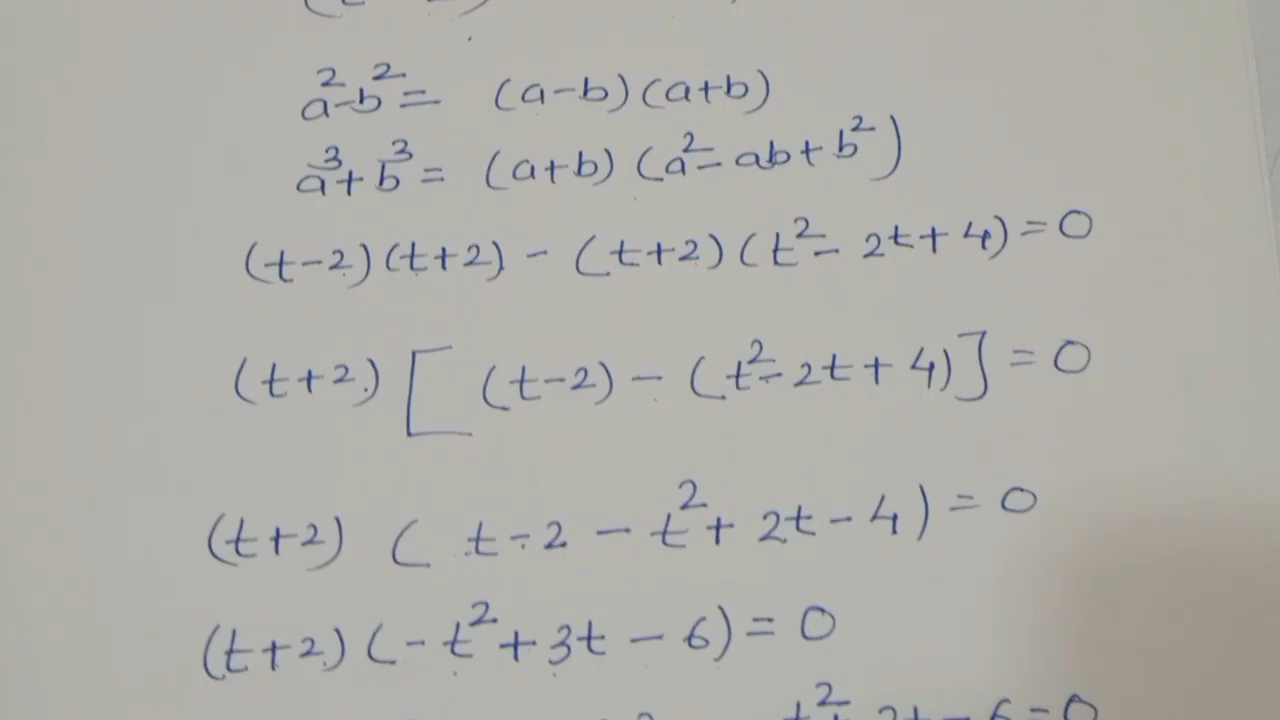 a²-b² = (a-b)(a+b)
a³+b³ = (a+b)(a²-ab+b²)
(t-2)(t+2) - (t+2)(t²-2t+4) = 0
(t+2)[(t-2) - (t²-2t+4)] = 0
(t+2)(t-2-t²+2t-4) = 0
(t+2)(-t²+3t-6) = 0